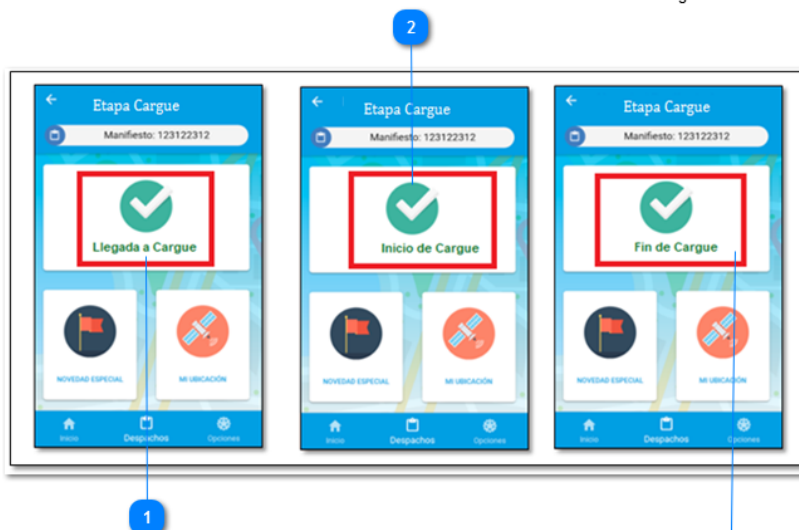 2
Etapa Cargue
Manifiesto: 123122312
Llegada a Cargue
NOVEDAD ESPECIAL
MI UBICACIÓN
Inicio
Despachos
Opciones
Etapa Cargue
Manifiesto: 123122312
Inicio de Cargue
NOVEDAD ESPECIAL
MI UBICACIÓN
Inicio
Despachos
Opciones
Etapa Cargue
Manifiesto: 123122312
Fin de Cargue
NOVEDAD ESPECIAL
MI UBICACIÓN
Inicio
Despachos
Opciones
1